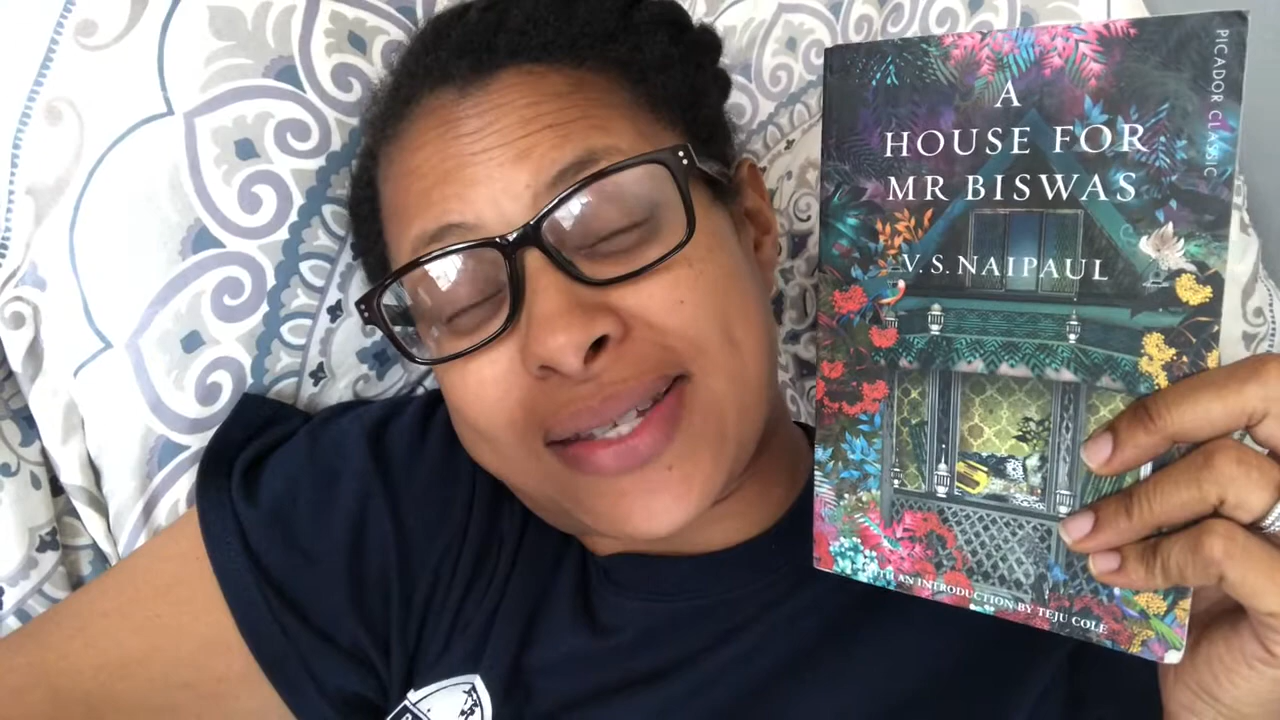 PICADOR CLASSIC
A
HOUSE FOR
MR BISWAS
V. S. NAIPAUL
WITH AN INTRODUCTION BY TEJU COLE